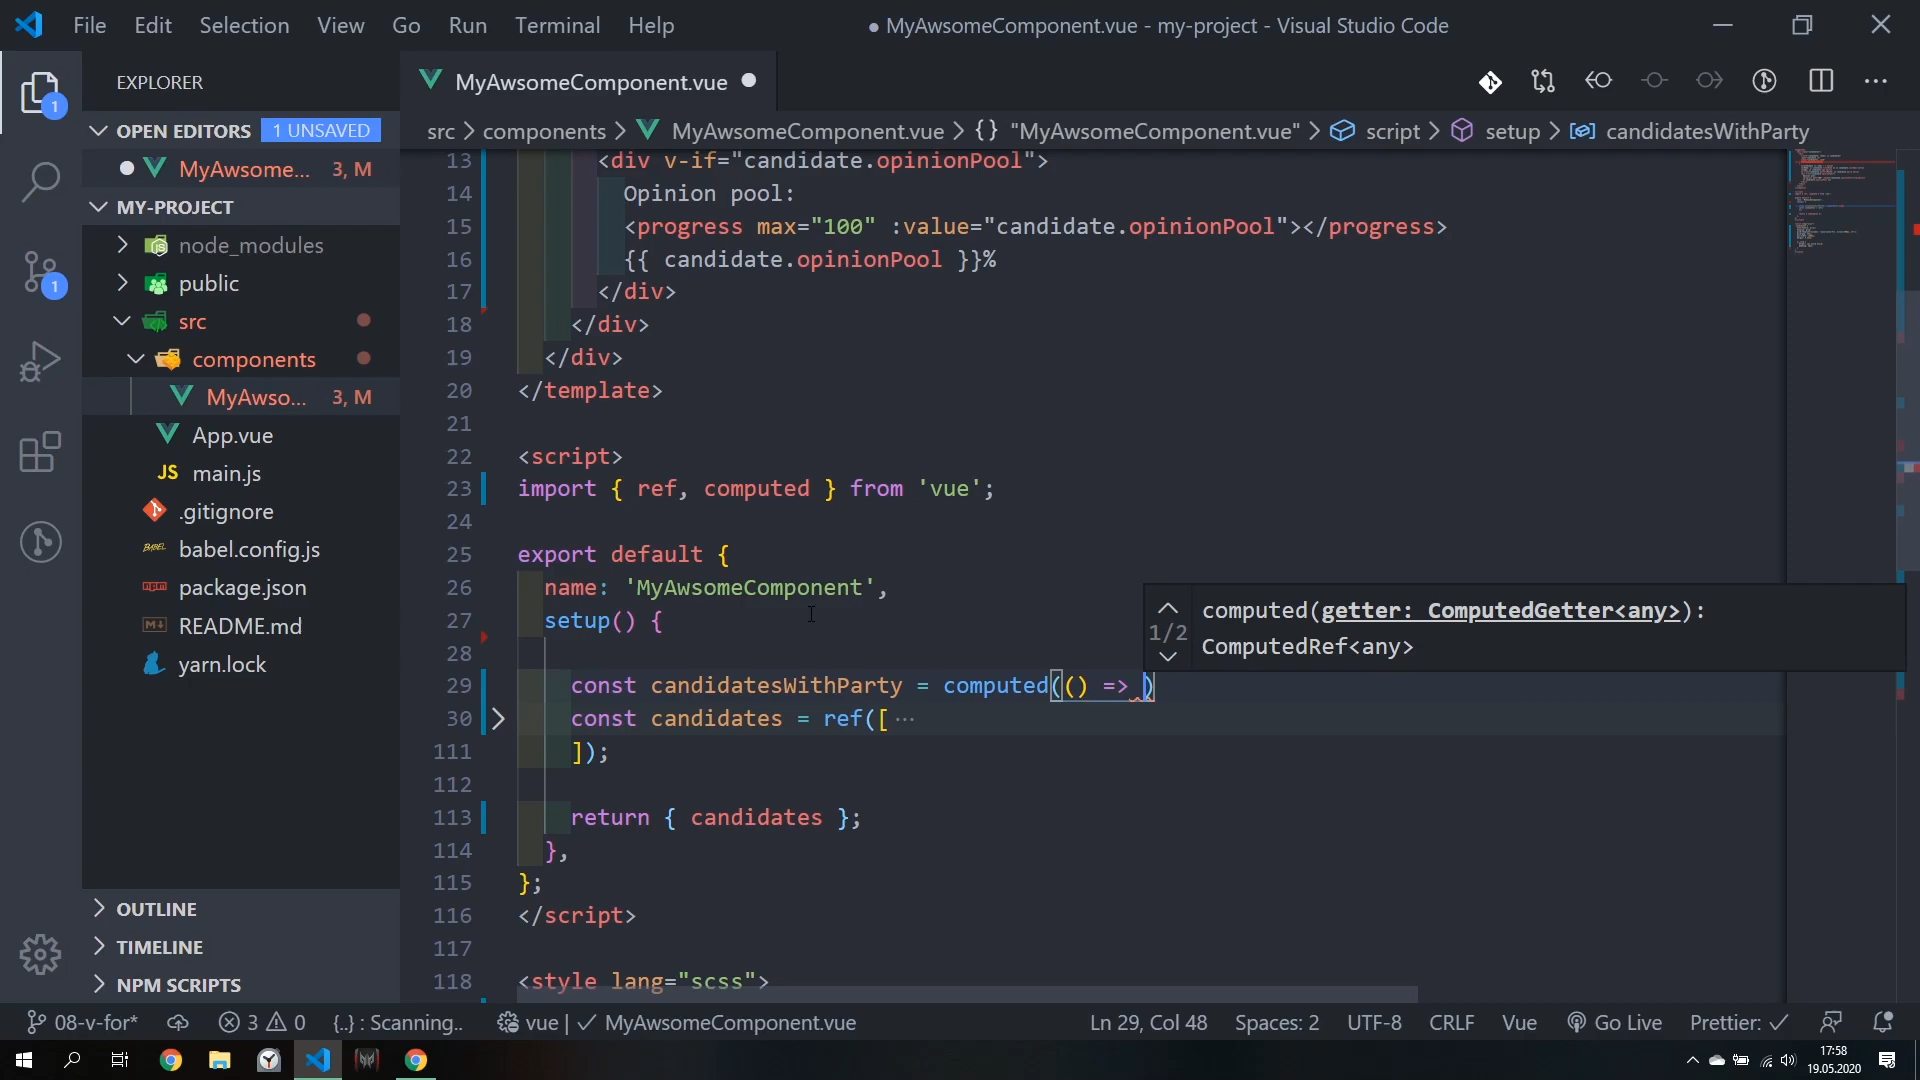 File Edit Selection View Go Run Terminal Help
● MyAwsomeComponent.vue - my-project - Visual Studio Code
EXPLORER
MyAwsomeComponent.vue
OPEN EDITORS 1 UNSAVED
src > components > MyAwsomeComponent.vue > {} "MyAwsomeComponent.vue" > script > setup > candidatesWithParty
MyAwsome... 3, M
MY-PROJECT
node_modules
public
src
components
MyAwso... 3, M
App.vue
JS main.js
.gitignore
BABEL babel.config.js
package.json
README.md
yarn.lock
OUTLINE
TIMELINE
NPM SCRIPTS
1
1
13 <div v-if="candidate.opinionPool">
14 Opinion pool:
15 <progress max="100" :value="candidate.opinionPool"></progress>
16 {{ candidate.opinionPool }}%
17 </div>
18 </div>
19 </div>
20 </template>
21
22 <script>
23 import { ref, computed } from 'vue';
24
25 export default {
26 name: 'MyAwsomeComponent',
27 setup() {
28
29 const candidatesWithParty = computed(() => )
30 const candidates = ref([ ···
111 ]);
112
113 return { candidates };
114 },
115 };
116 </script>
117
118 <style lang="scss">
1/2
computed(getter: ComputedGetter<any>):
ComputedRef<any>
08-v-for* 3 0 {..} : Scanning.. vue | ✓ MyAwsomeComponent.vue Ln 29, Col 48 Spaces: 2 UTF-8 CRLF Vue Go Live Prettier: ✓
17:58
19.05.2020